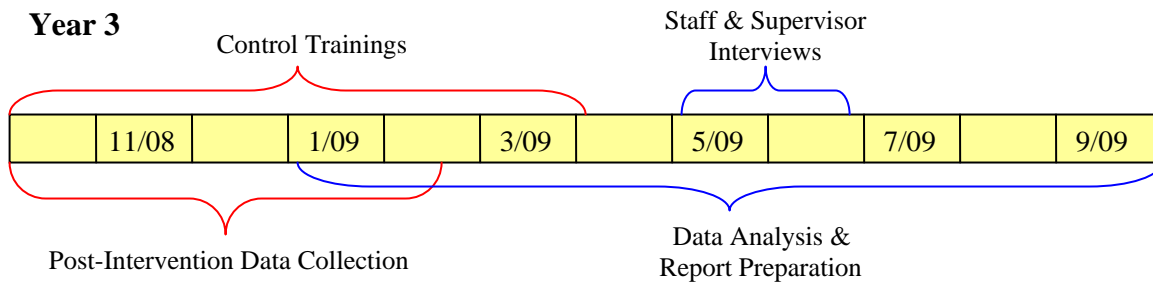 Year 3
Control Trainings
Staff & Supervisor
Interviews
11/08 1/09 3/09 5/09 7/09 9/09
Post-Intervention Data Collection
Data Analysis &
Report Preparation